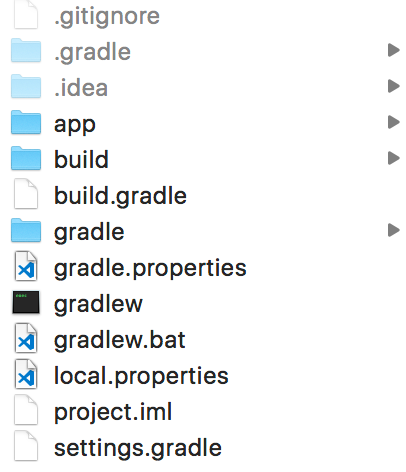 .gitignore
.gradle
.idea
app
build
build.gradle
gradle
gradle.properties
gradlew
gradlew.bat
local.properties
project.iml
settings.gradle